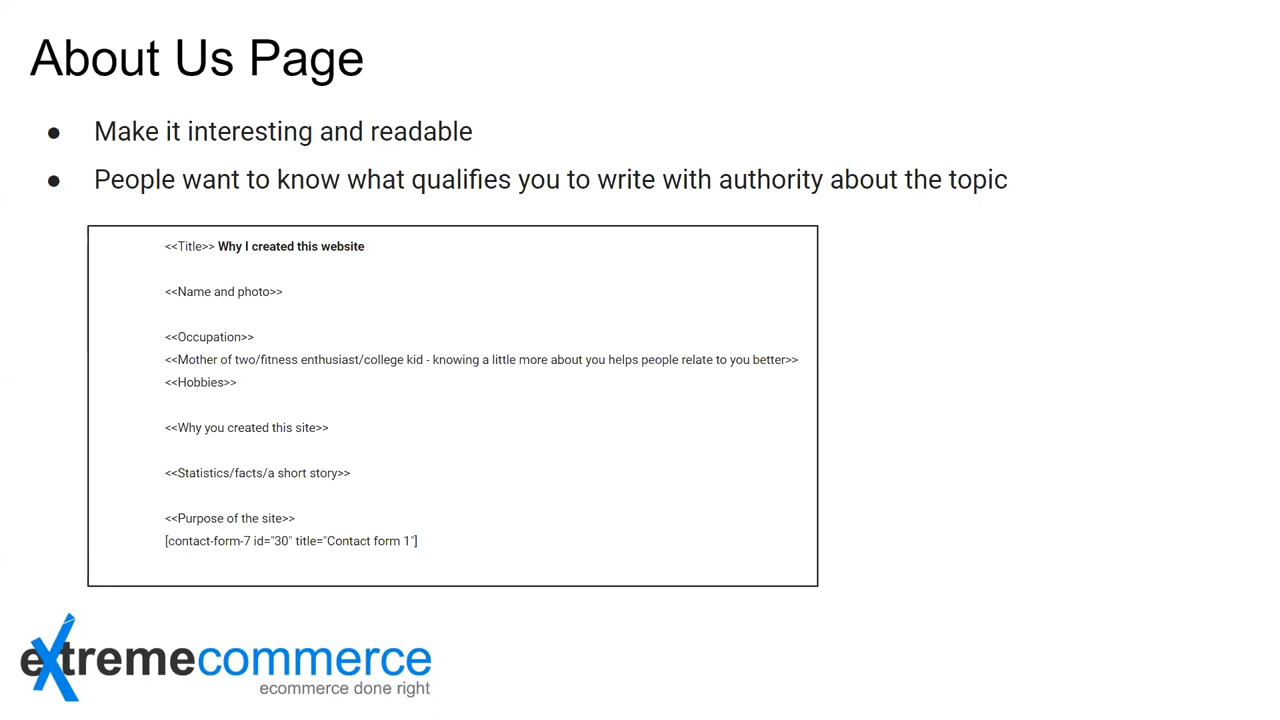 About Us Page
● Make it interesting and readable
● People want to know what qualifies you to write with authority about the topic
<<Title>> Why I created this website
<<Name and photo>>
<<Occupation>>
<<Mother of two/fitness enthusiast/college kid - knowing a little more about you helps people relate to you better>>
<<Hobbies>>
<<Why you created this site>>
<<Statistics/facts/a short story>>
<<Purpose of the site>>
[contact-form-7 id="30" title="Contact form 1"]
extremecommerce
ecommerce done right